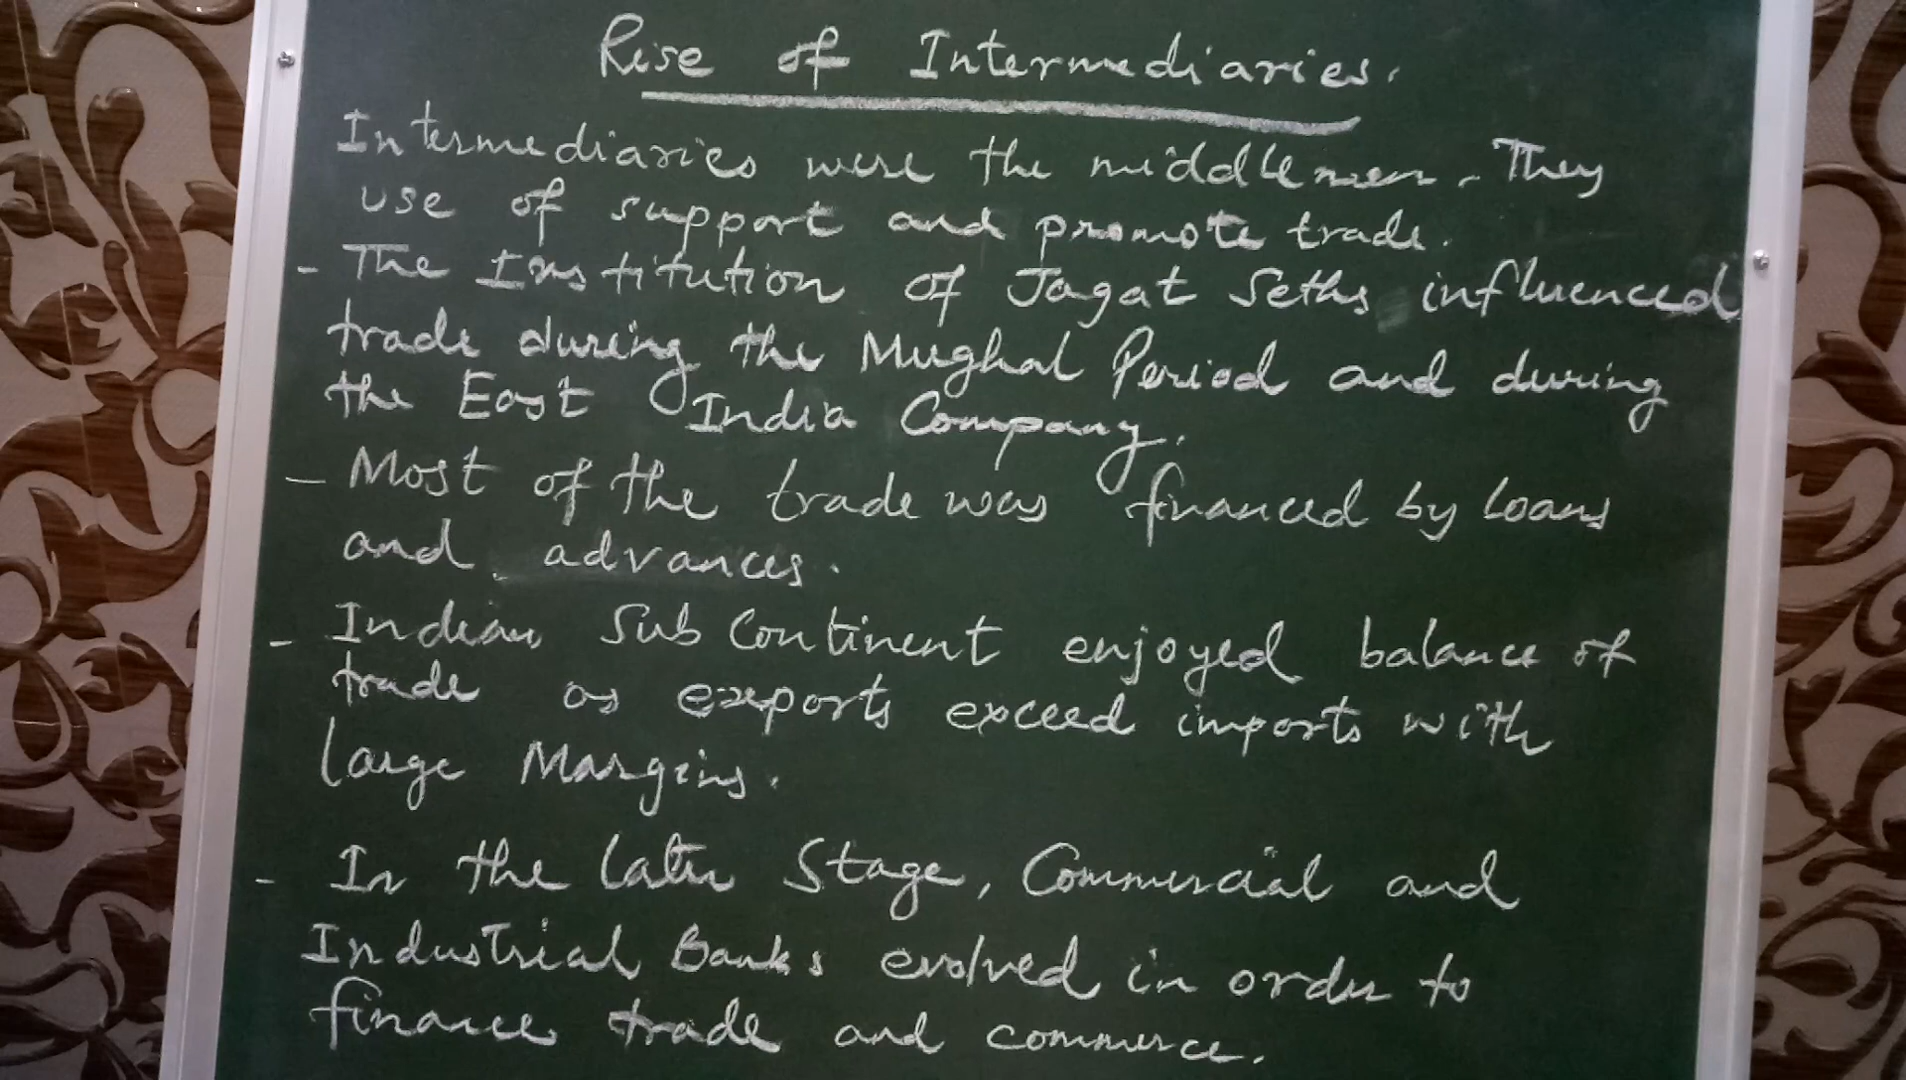 Rise of Intermediaries.
Intermediaries were the middlemen. They
use of support and promote trade.
- The Institution of Jagat Seths influenced
trade during the Mughal Period and during
the East India Company.
- Most of the trade was financed by loans
and advances.
- Indian Sub Continent enjoyed balance of
trade as exports exceed imports with
large Margins.
- In the later Stage, Commercial and
Industrial Banks evolved in order to
finance trade and commerce.